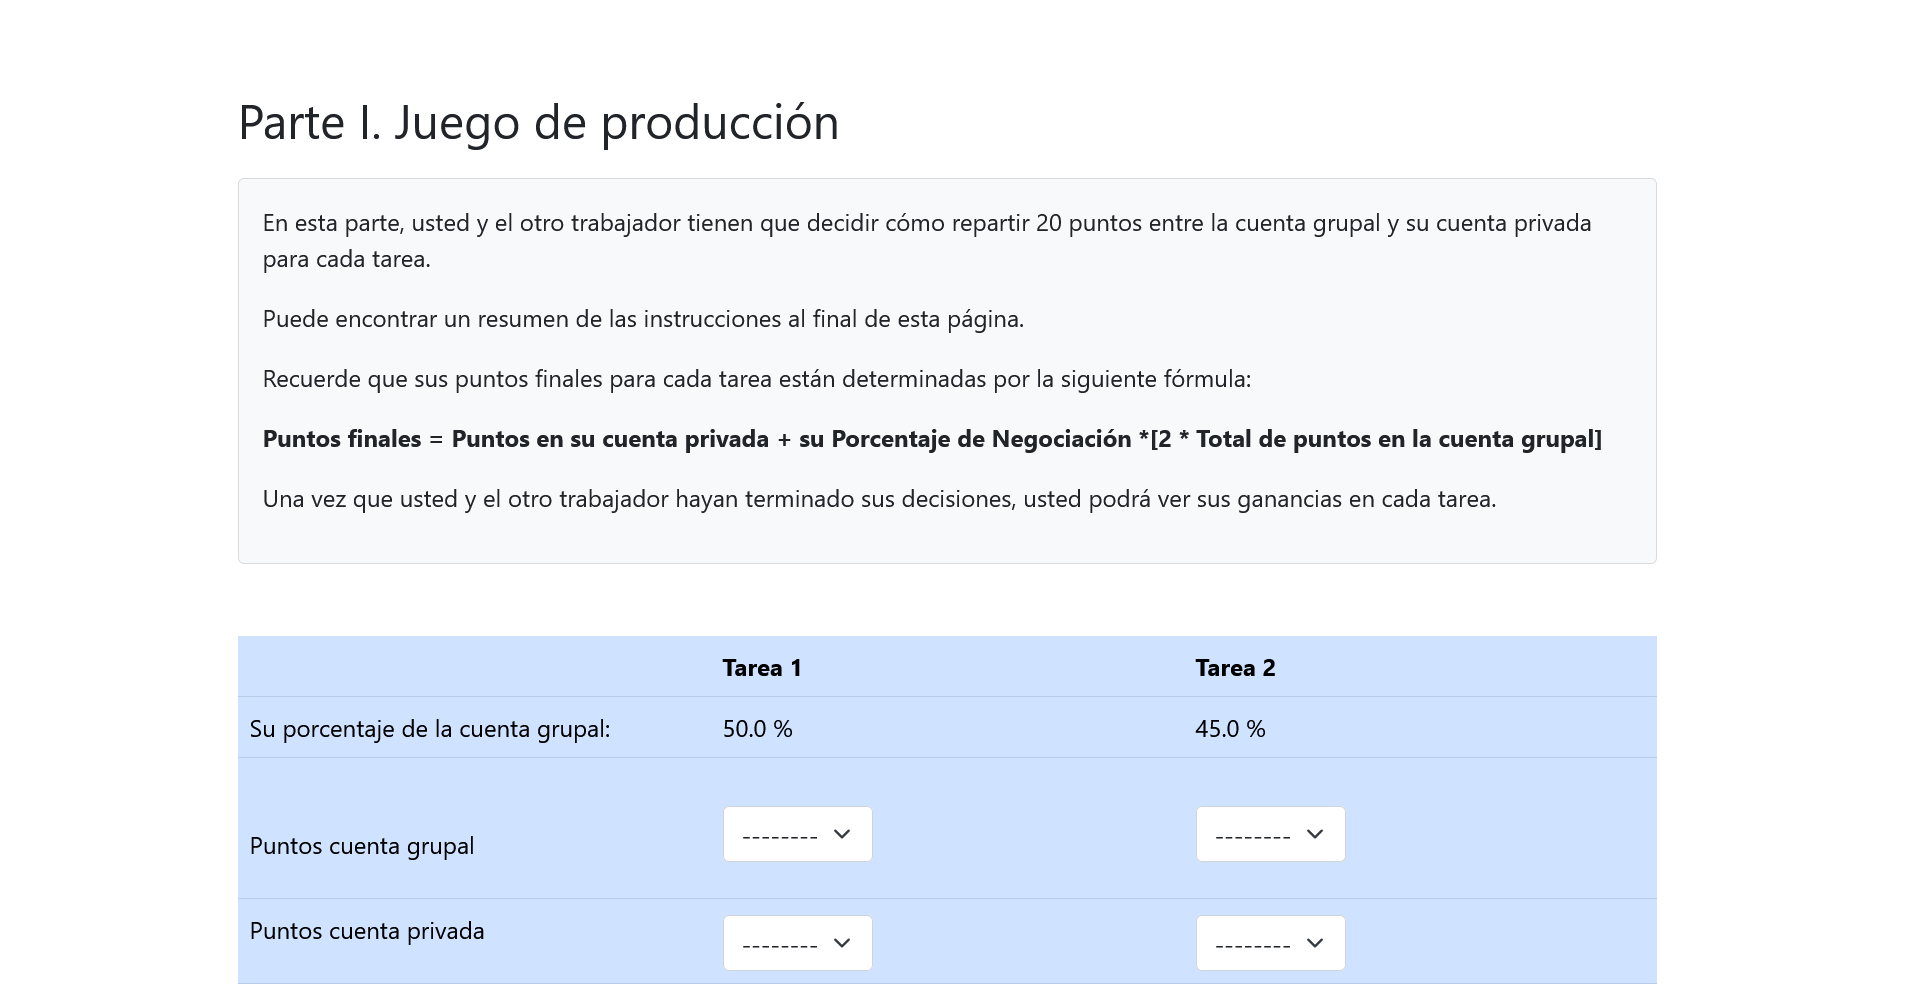 Parte I. Juego de producción
En esta parte, usted y el otro trabajador tienen que decidir cómo repartir 20 puntos entre la cuenta grupal y su cuenta privada
para cada tarea.
Puede encontrar un resumen de las instrucciones al final de esta página.
Recuerde que sus puntos finales para cada tarea están determinadas por la siguiente fórmula:
Puntos finales = Puntos en su cuenta privada + su Porcentaje de Negociación *[2 * Total de puntos en la cuenta grupal]
Una vez que usted y el otro trabajador hayan terminado sus decisiones, usted podrá ver sus ganancias en cada tarea.
Tarea 1 Tarea 2
Su porcentaje de la cuenta grupal: 50.0 % 45.0 %
Puntos cuenta grupal -------- --------
Puntos cuenta privada -------- --------